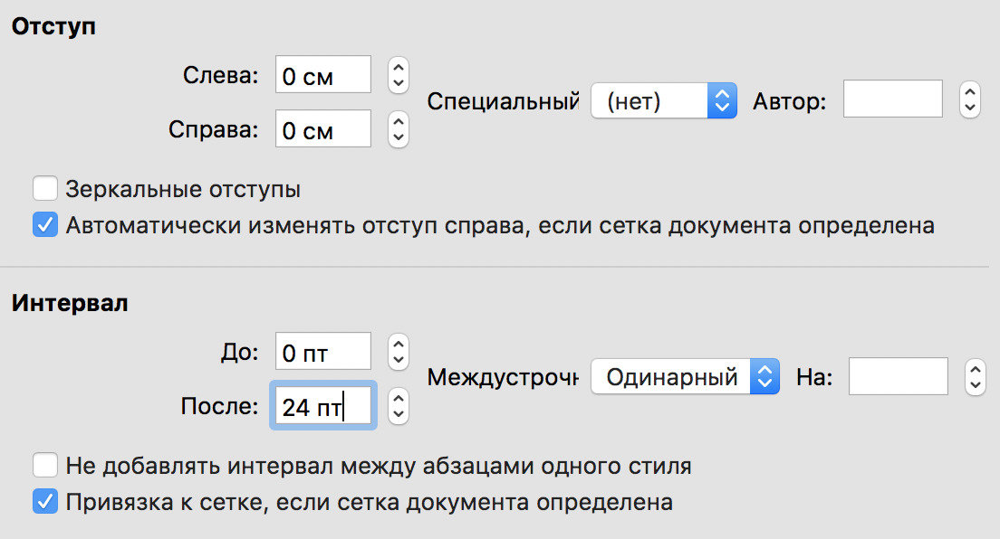 Отступ
Слева: 0 см
Специальный (нет) Автор:
Справа: 0 см
Зеркальные отступы
Автоматически изменять отступ справа, если сетка документа определена
Интервал
До: 0 пт
Междустрочн Одинарный На:
После: 24 пт
Не добавлять интервал между абзацами одного стиля
Привязка к сетке, если сетка документа определена